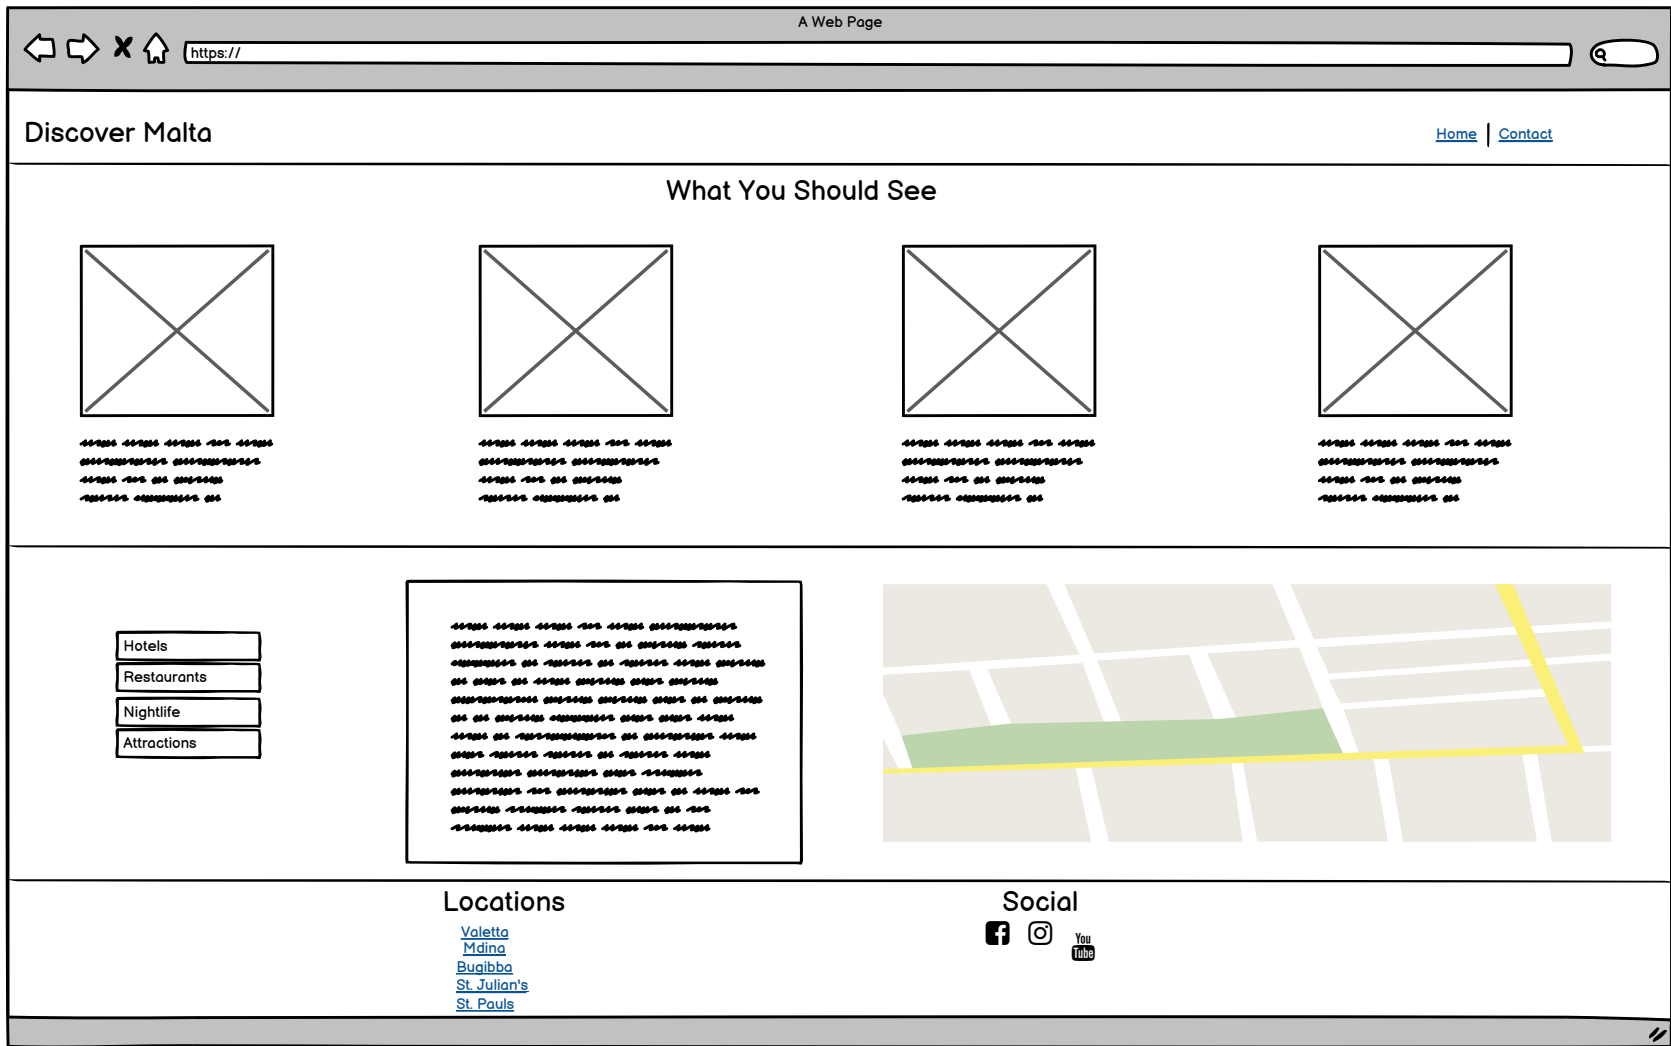 A Web Page
https://
Discover Malta
Home
Contact
What You Should See
Hotels
Restaurants
Nightlife
Attractions
Locations
Valetta
Mdina
Bugibba
St. Julian's
St. Pauls
Social
You
Tube